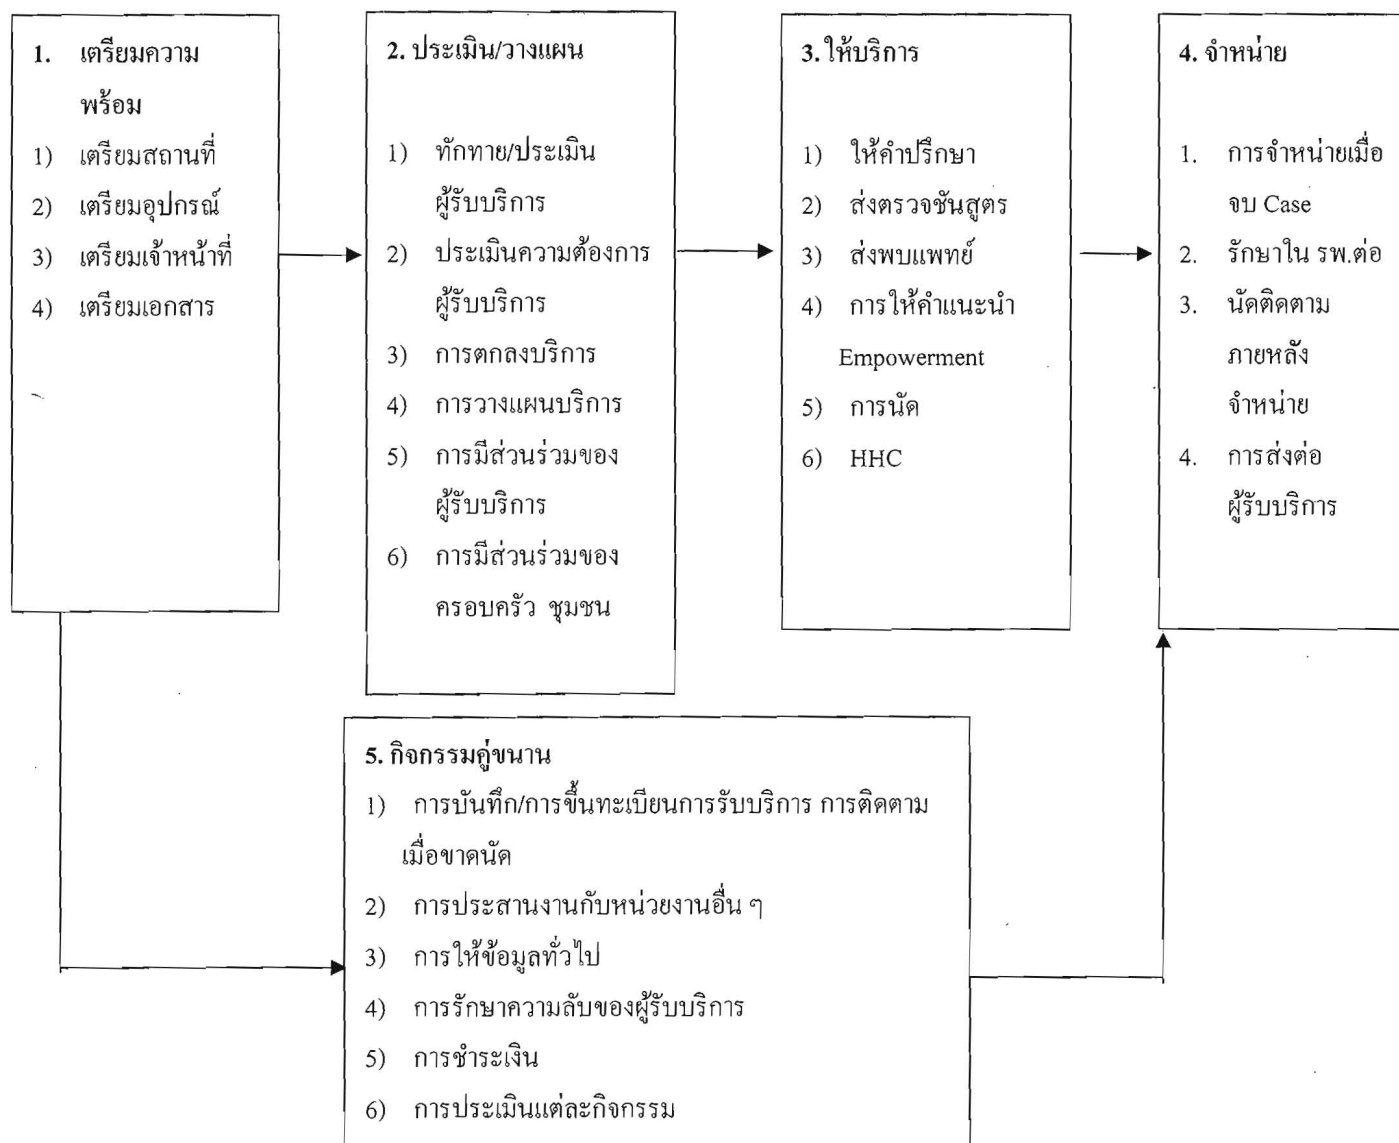 1. เตรียมความ
พร้อม
1) เตรียมสถานที่
2) เตรียมอุปกรณ์
3) เตรียมเจ้าหน้าที่
4) เตรียมเอกสาร
2. ประเมิน/วางแผน
1) ทักทาย/ประเมิน
ผู้รับบริการ
2) ประเมินความต้องการ
ผู้รับบริการ
3) การตกลงบริการ
4) การวางแผนบริการ
5) การมีส่วนร่วมของ
ผู้รับบริการ
6) การมีส่วนร่วมของ
ครอบครัว ชุมชน
3. ให้บริการ
1) ให้คำปรึกษา
2) ส่งตรวจชันสูตร
3) ส่งพบแพทย์
4) การให้คำแนะนำ
Empowerment
5) การนัด
6) HHC
4. จำหน่าย
1. การจำหน่ายเมื่อ
จบ Case
2. รักษาใน รพ.ต่อ
3. นัดติดตาม
ภายหลัง
จำหน่าย
4. การส่งต่อ
ผู้รับบริการ
5. กิจกรรมคู่ขนาน
1) การบันทึก/การขึ้นทะเบียนการรับบริการ การติดตาม
เมื่อขาดนัด
2) การประสานงานกับหน่วยงานอื่น ๆ
3) การให้ข้อมูลทั่วไป
4) การรักษาความลับของผู้รับบริการ
5) การชำระเงิน
6) การประเมินแต่ละกิจกรรม